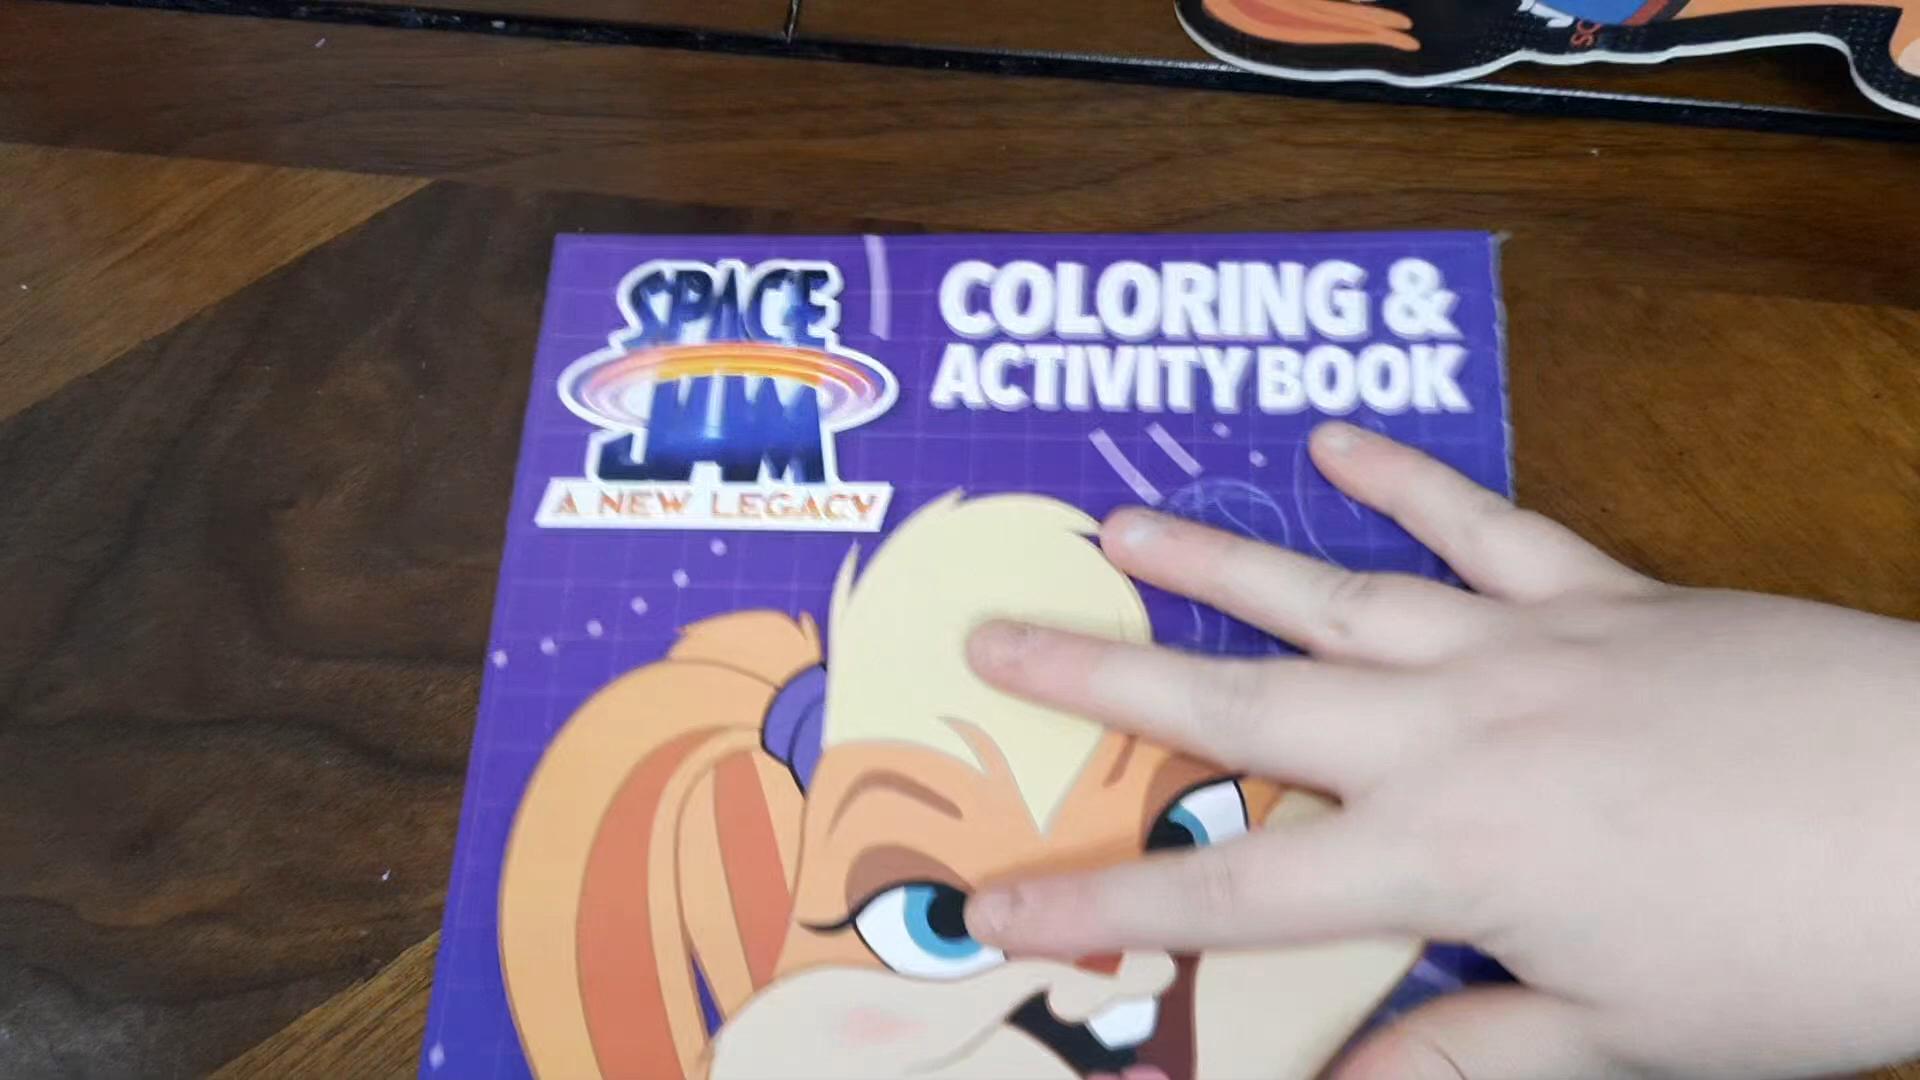 SPACE
JAM
A NEW LEGACY
COLORING &
ACTIVITY BOOK